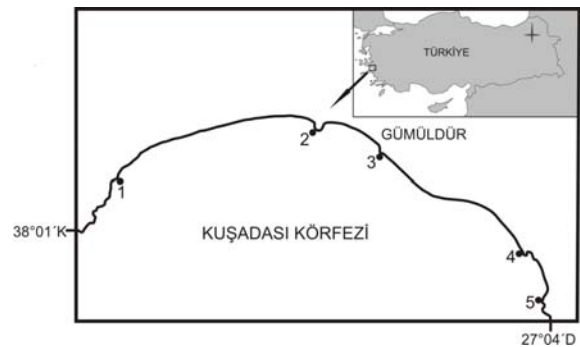 TÜRKİYE
GÜMÜLDÜR
2
3
1
38°01´K
KUŞADASI KÖRFEZİ
4
5
27°04´D